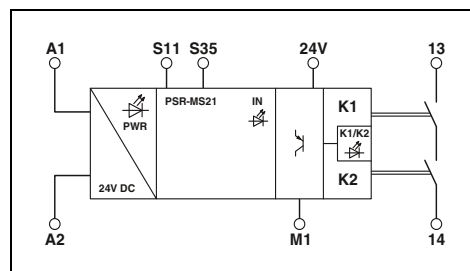 A1 S11 S35 24V 13
PSR-MS21 IN K1
PWR K1/K2
24V DC K2
A2 M1 14